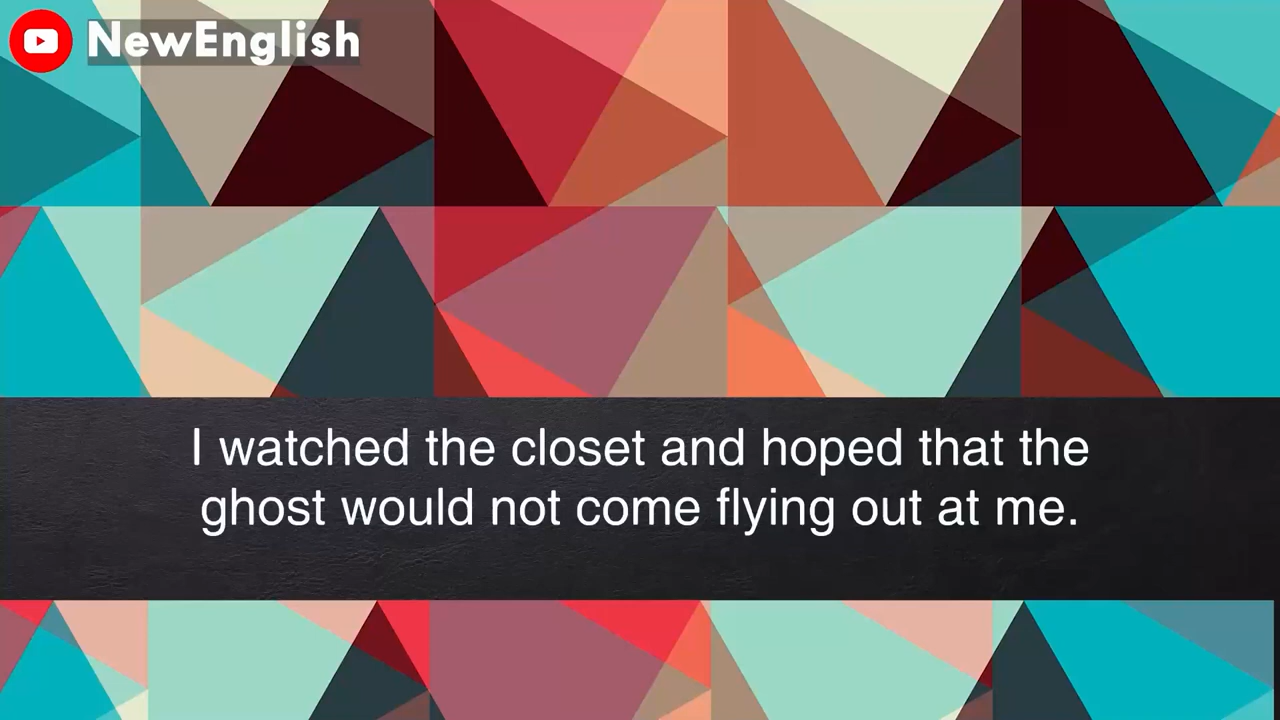 NewEnglish
I watched the closet and hoped that the
ghost would not come flying out at me.